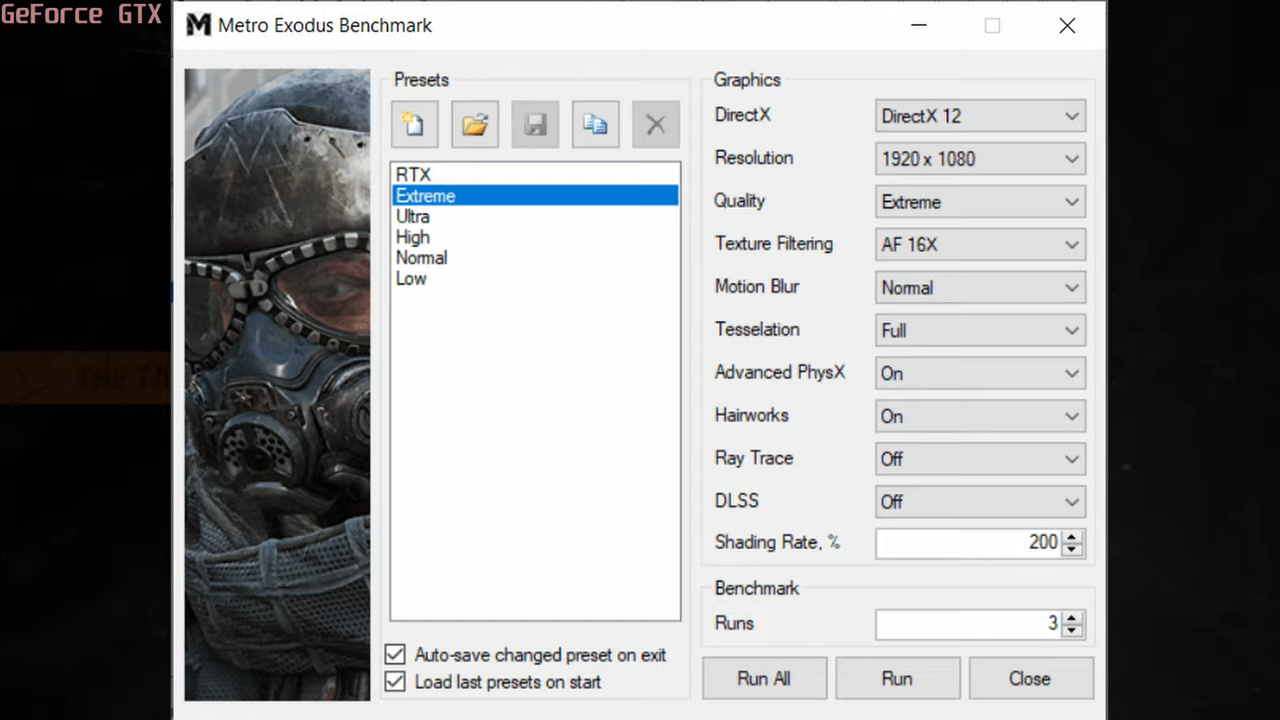 GeForce GTX
Metro Exodus Benchmark
Presets
RTX
Extreme
Ultra
High
Normal
Low
Auto-save changed preset on exit
Load last presets on start
Graphics
DirectX DirectX 12
Resolution 1920 x 1080
Quality Extreme
Texture Filtering AF 16X
Motion Blur Normal
Tesselation Full
Advanced PhysX On
Hairworks On
Ray Trace Off
DLSS Off
Shading Rate, % 200
Benchmark
Runs 3
Run All Run Close